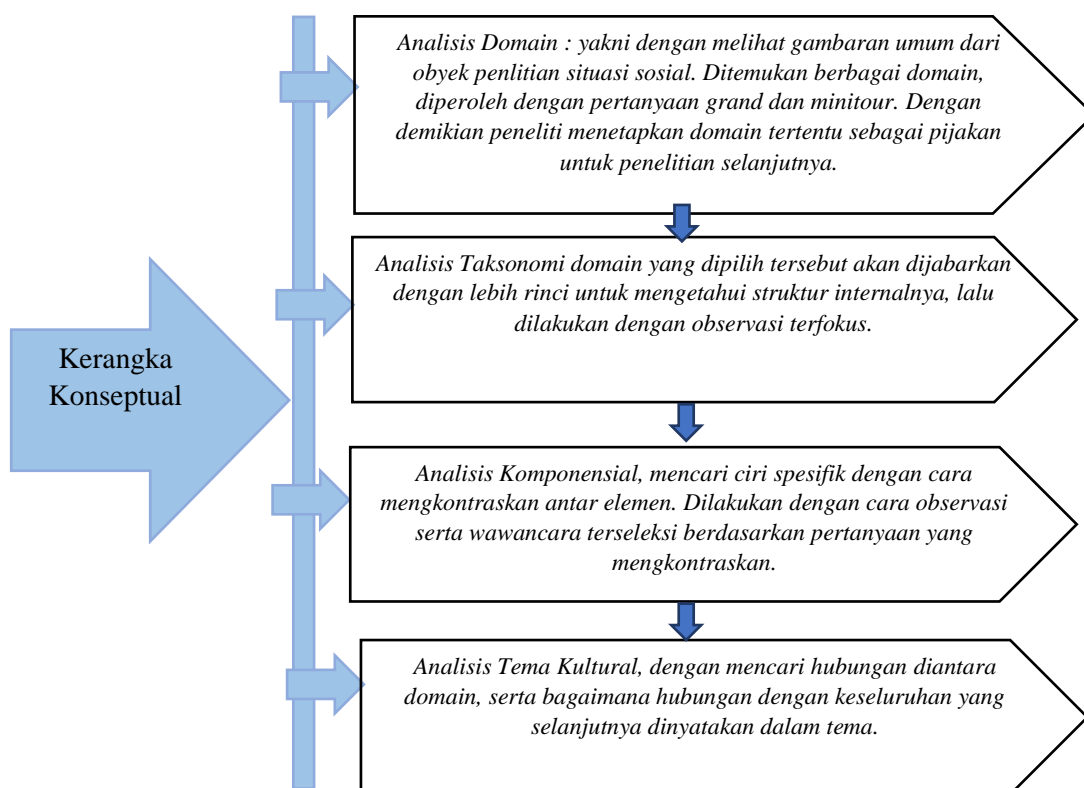 Analisis Domain : yakni dengan melihat gambaran umum dari
obyek penlitian situasi sosial. Ditemukan berbagai domain,
diperoleh dengan pertanyaan grand dan minitour. Dengan
demikian peneliti menetapkan domain tertentu sebagai pijakan
untuk penelitian selanjutnya.
Analisis Taksonomi domain yang dipilih tersebut akan dijabarkan
dengan lebih rinci untuk mengetahui struktur internalnya, lalu
dilakukan dengan observasi terfokus.
Kerangka
Konseptual
Analisis Komponensial, mencari ciri spesifik dengan cara
mengkontraskan antar elemen. Dilakukan dengan cara observasi
serta wawancara terseleksi berdasarkan pertanyaan yang
mengkontraskan.
Analisis Tema Kultural, dengan mencari hubungan diantara
domain, serta bagaimana hubungan dengan keseluruhan yang
selanjutnya dinyatakan dalam tema.